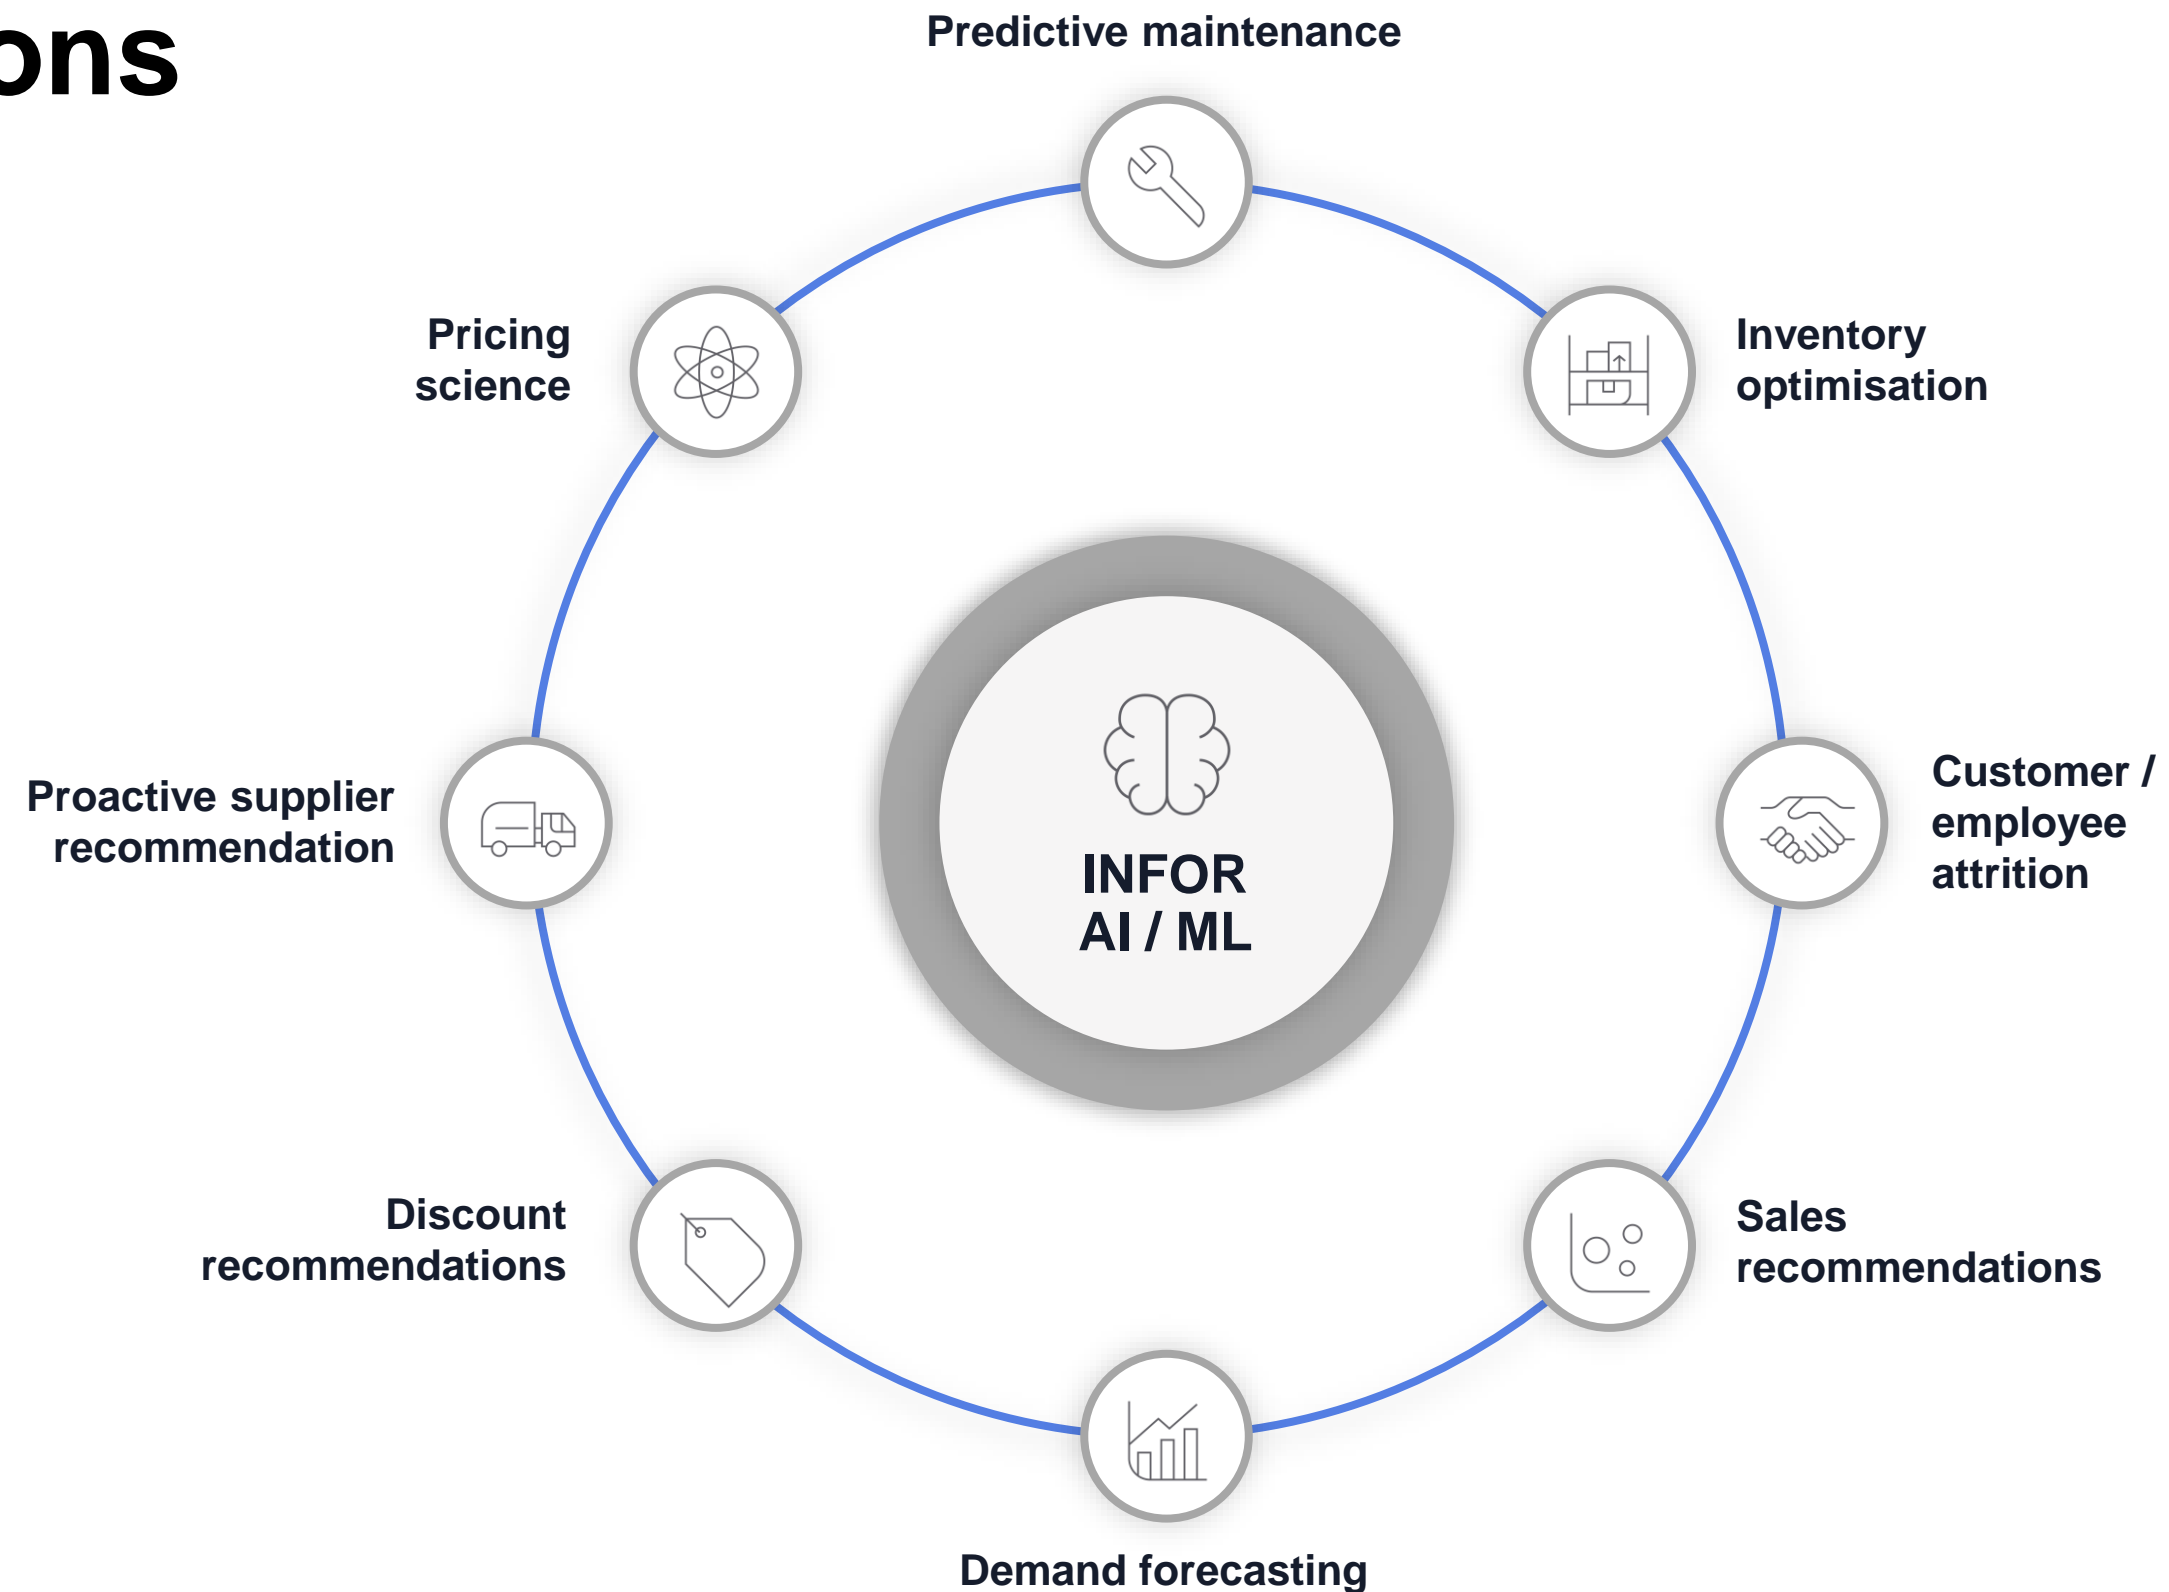 ons
Predictive maintenance
Pricing
science
Inventory
optimisation
Proactive supplier
recommendation
INFOR
AI / ML
Customer /
employee
attrition
Discount
recommendations
Sales
recommendations
Demand forecasting